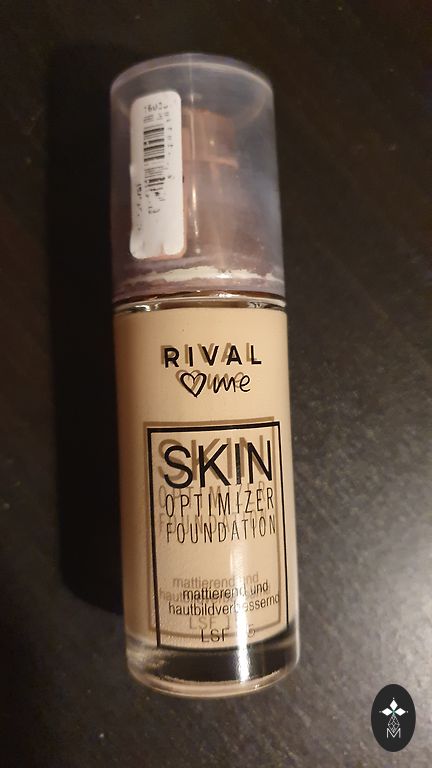 RIVAL
me
SKIN
OPTIMIZER
FOUNDATION
mattierend und
hautbildverbessernd
LSF 15
M